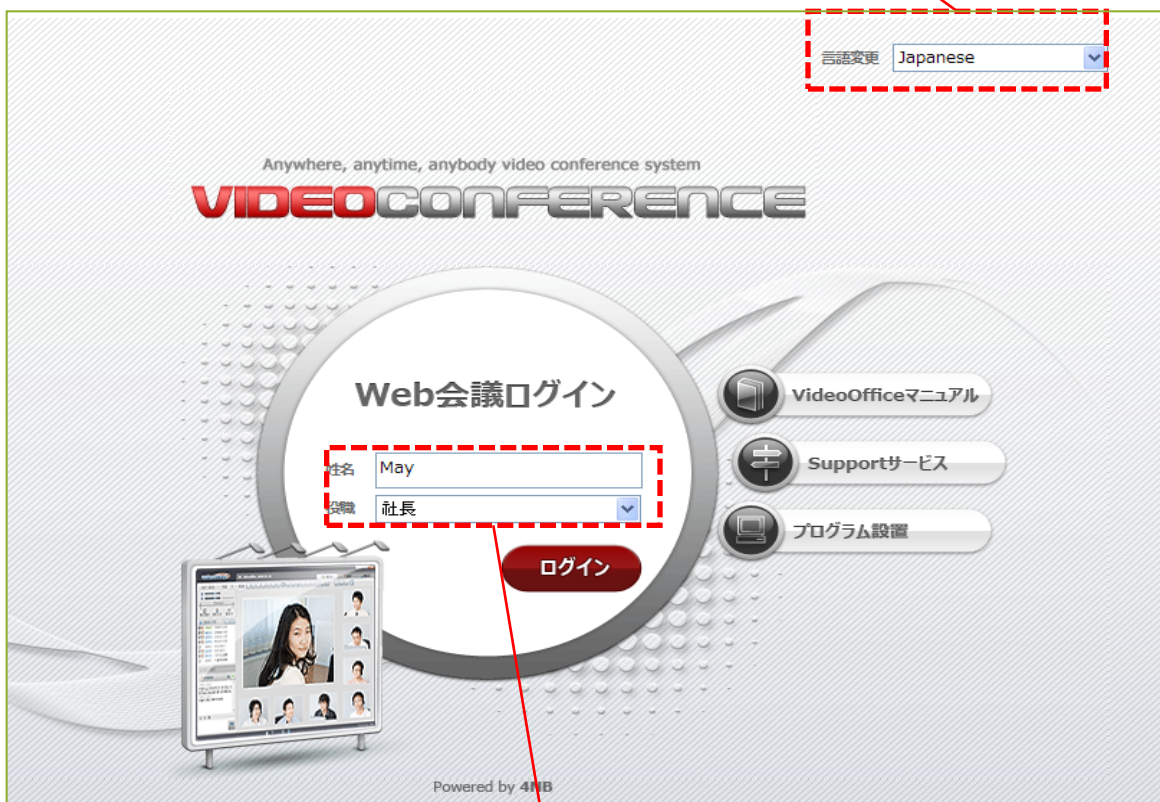 言語変更 Japanese
Anywhere, anytime, anybody video conference system
VIDEOCONFERENCE
Web会議ログイン
姓名 May
役職 社長
ログイン
VideoOfficeマニュアル
Supportサービス
プログラム設置
Powered by 4NB